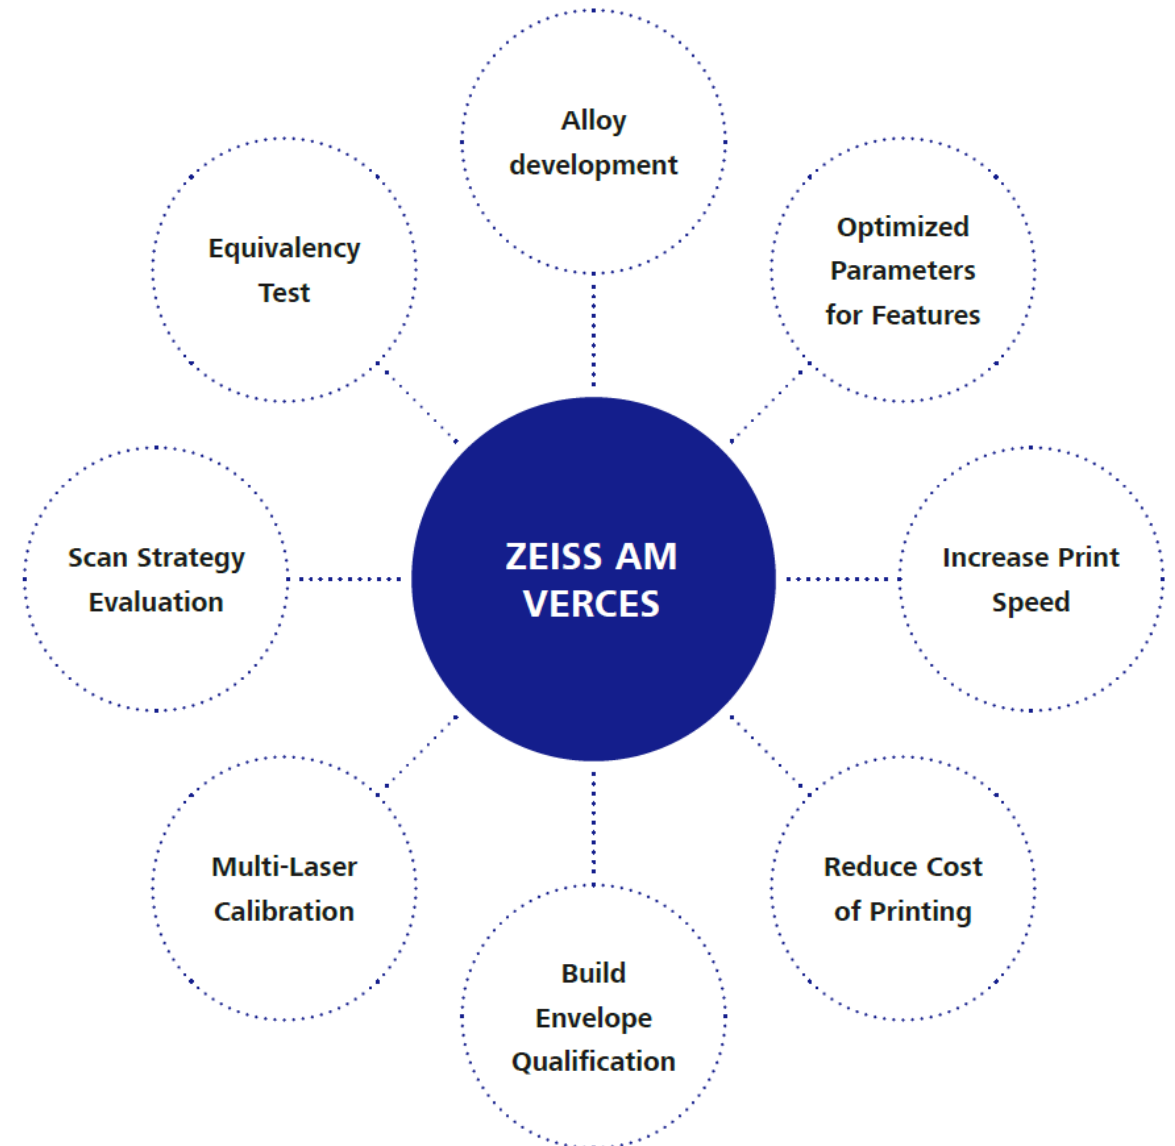 Alloy
development
Optimized
Parameters
for Features
Equivalency
Test
Increase Print
Speed
Scan Strategy
Evaluation
ZEISS AM
VERCES
Reduce Cost
of Printing
Multi-Laser
Calibration
Build
Envelope
Qualification